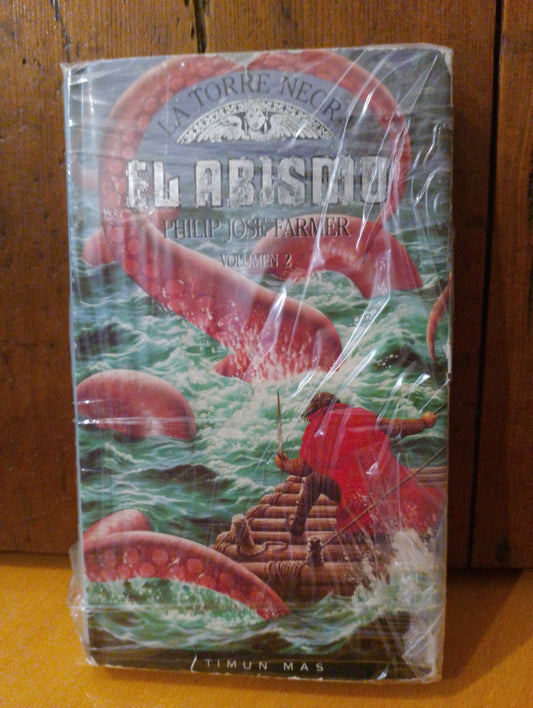 LA TORRE NEGRA
EL ABISMO
PHILIP JOSE FARMER
VOLUMEN 2
TIMUN MAS